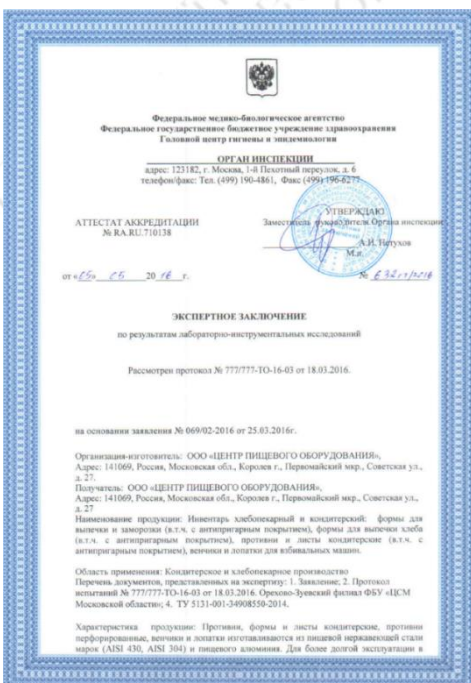 Федеральное медико-биологическое агентство
Федеральное государственное бюджетное учреждение здравоохранения
Головной центр гигиены и эпидемиологии
ОРГАН ИНСПЕКЦИИ
адрес: 123182, г. Москва, 1-й Пехотный переулок, д. 6
телефон/факс: Тел. (499) 190-4861, Факс (499) 196-6277
АТТЕСТАТ АККРЕДИТАЦИИ
№ RA.RU.710138
УТВЕРЖДАЮ
Заместитель руководителя Органа инспекции
М.п.
от «05» 05 2016 г.
ЭКСПЕРТНОЕ ЗАКЛЮЧЕНИЕ
по результатам лабораторно-инструментальных исследований
Рассмотрен протокол № 777/777-ТО-16-03 от 18.03.2016.
на основании заявления № 069/02-2016 от 25.03.2016г.
Организация-изготовитель: ООО «ЦЕНТР ПИЩЕВОГО ОБОРУДОВАНИЯ»,
Адрес: 141069, Россия, Московская обл., Королев г., Первомайский мкр., Советская ул.,
д. 27.
Получатель: ООО «ЦЕНТР ПИЩЕВОГО ОБОРУДОВАНИЯ»,
Адрес: 141069, Россия, Московская обл., Королев г., Первомайский мкр., Советская ул.,
д. 27
Наименование продукции: Инвентарь хлебопекарный и кондитерский: формы для
выпечки и заморозки (в.т.ч. с антипригарным покрытием), формы для выпечки хлеба
(в.т.ч. с антипригарным покрытием), противни и листы кондитерские (в.т.ч. с
антипригарным покрытием), венчики и лопатки для взбивальных машин.
Область применения: Кондитерское и хлебопекарное производство
Перечень документов, представленных на экспертизу: 1. Заявление; 2. Протокол
испытаний № 777/777-ТО-16-03 от 18.03.2016. Орехово-Зуевский филиал ФБУ «ЦСМ
Московской области»; 4. ТУ 5131-001-34908550-2014.
Характеристика продукции: Противни, формы и листы кондитерские, противни
перфорированные, венчики и лопатки изготавливаются из пищевой нержавеющей стали
марок (AISI 430, AISI 304) и пищевого алюминия. Для более долгой эксплуатации в